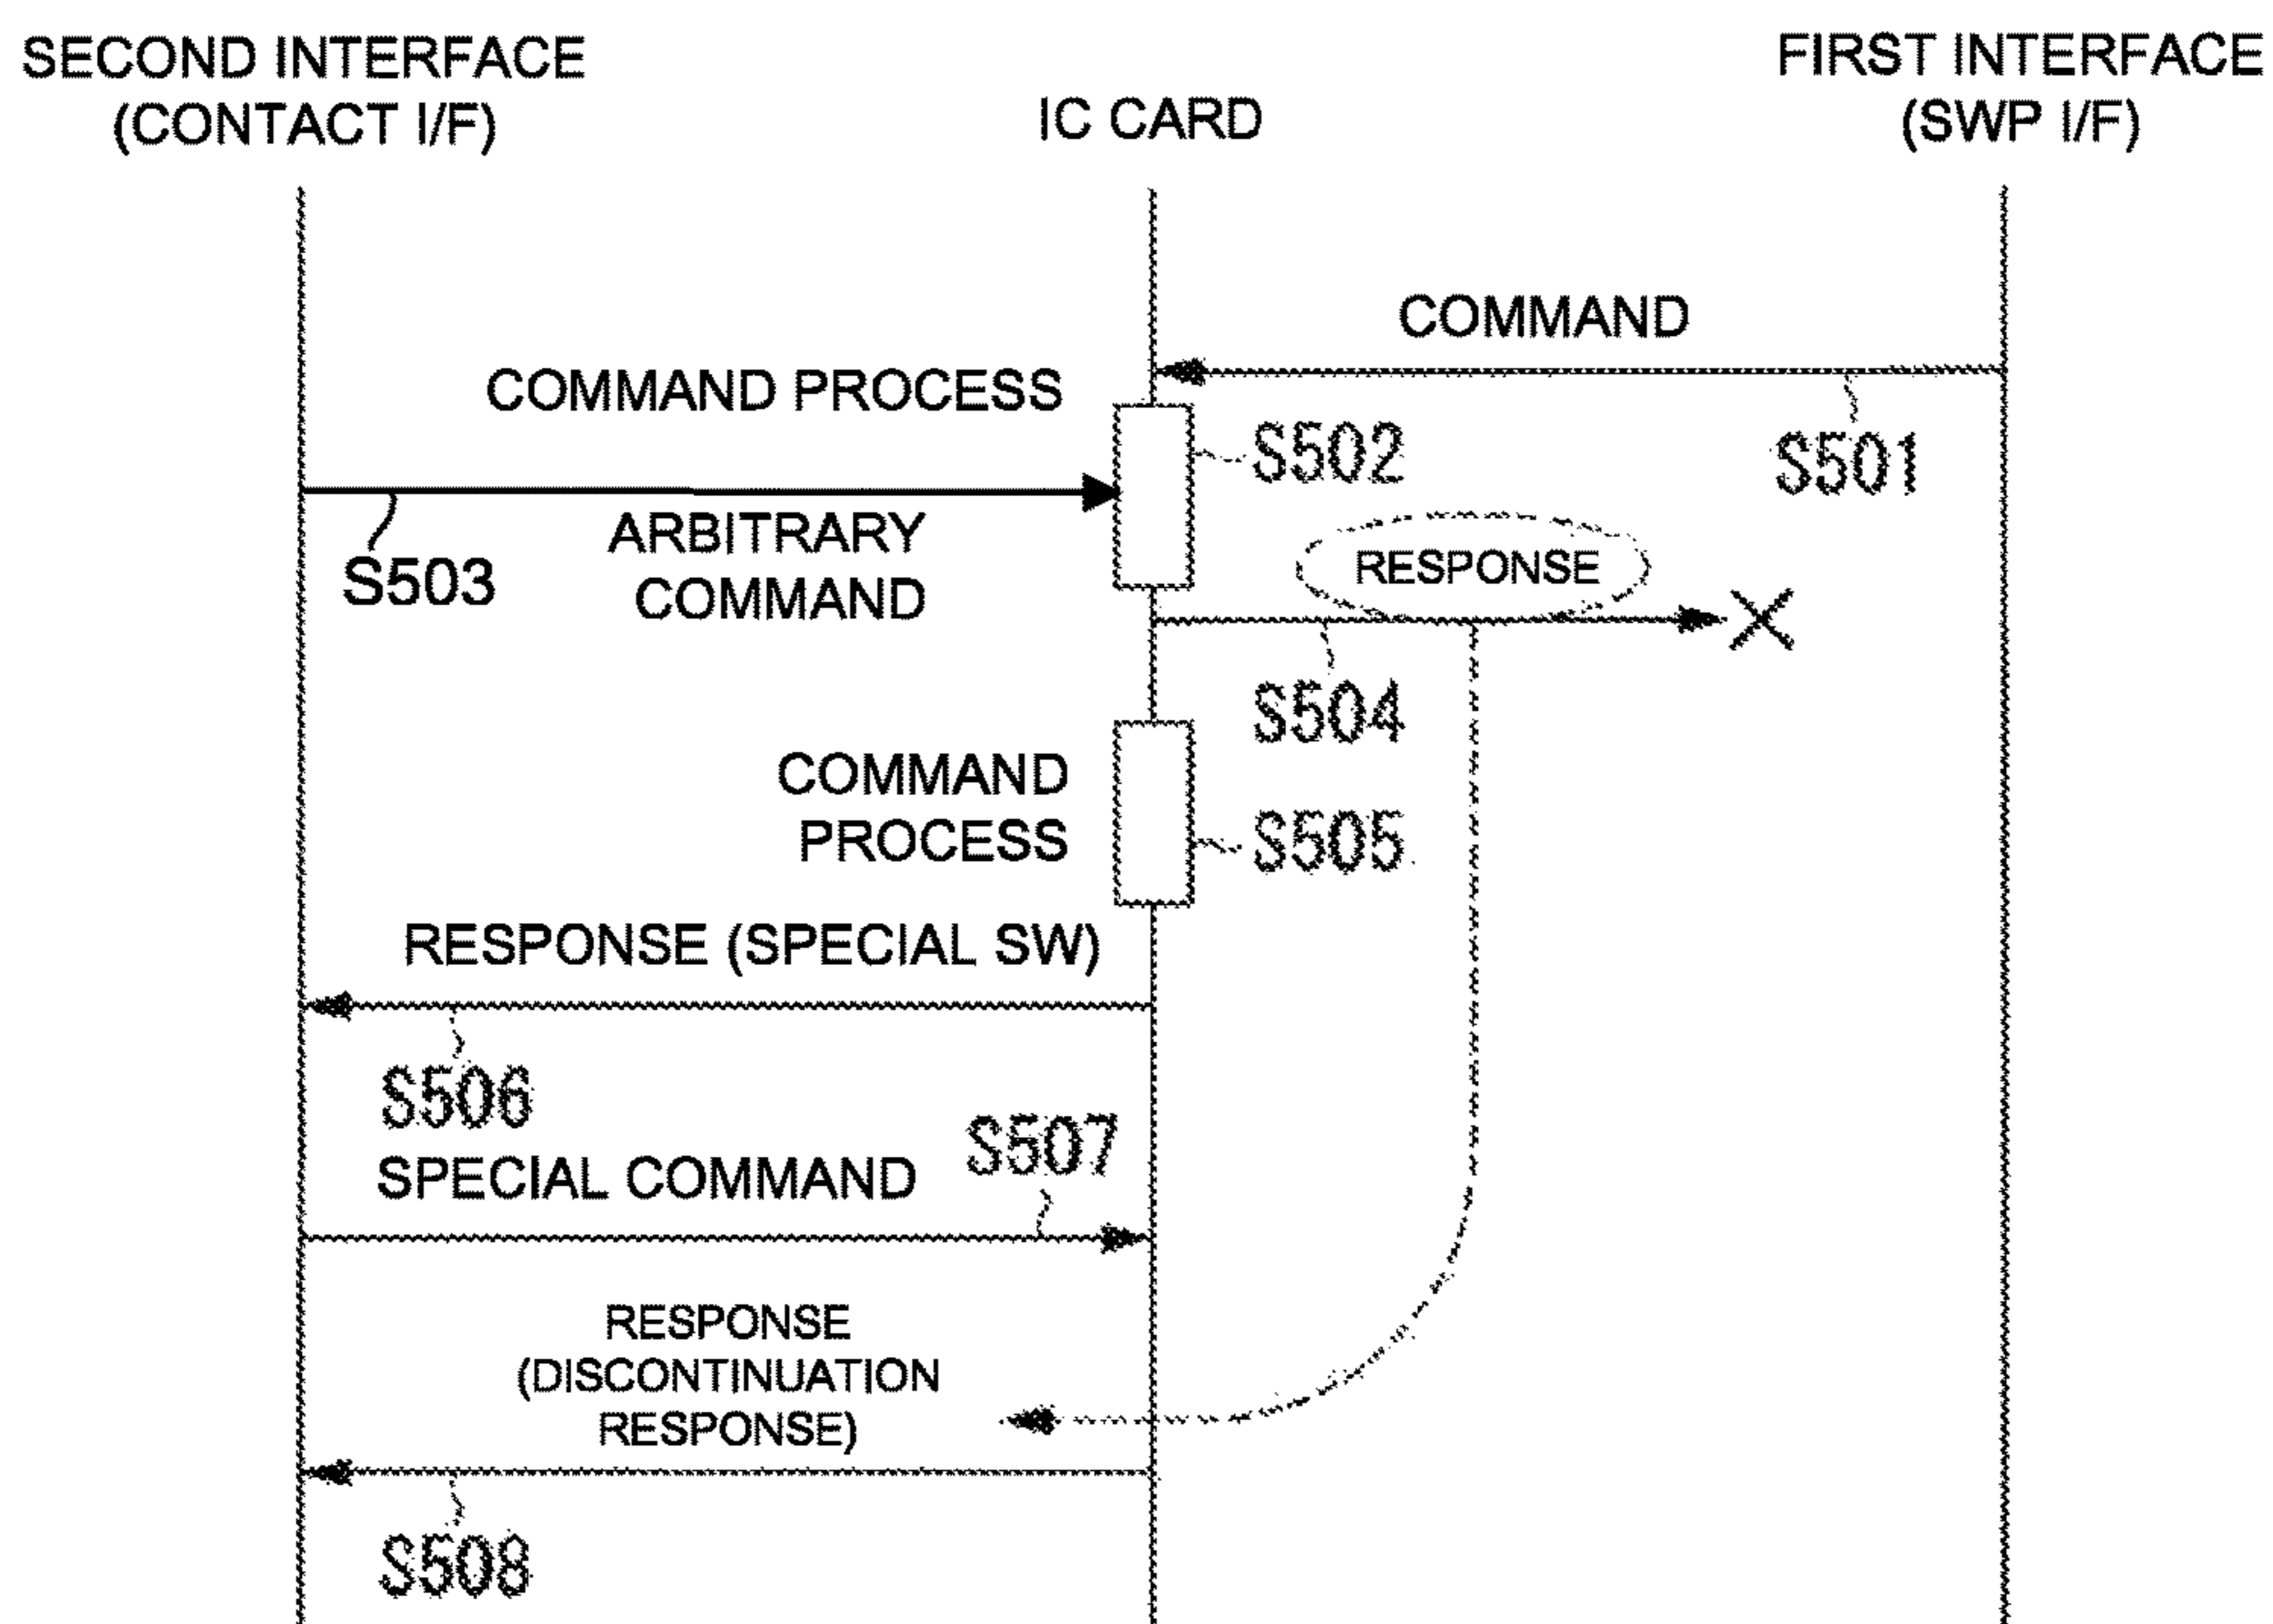 SECOND INTERFACE
(CONTACT I/F)
IC CARD
FIRST INTERFACE
(SWP I/F)
COMMAND
COMMAND PROCESS
S502
S501
ARBITRARY
COMMAND
S503
RESPONSE
S504
COMMAND
PROCESS
S505
RESPONSE (SPECIAL SW)
S506
S507
SPECIAL COMMAND
RESPONSE
(DISCONTINUATION
RESPONSE)
S508